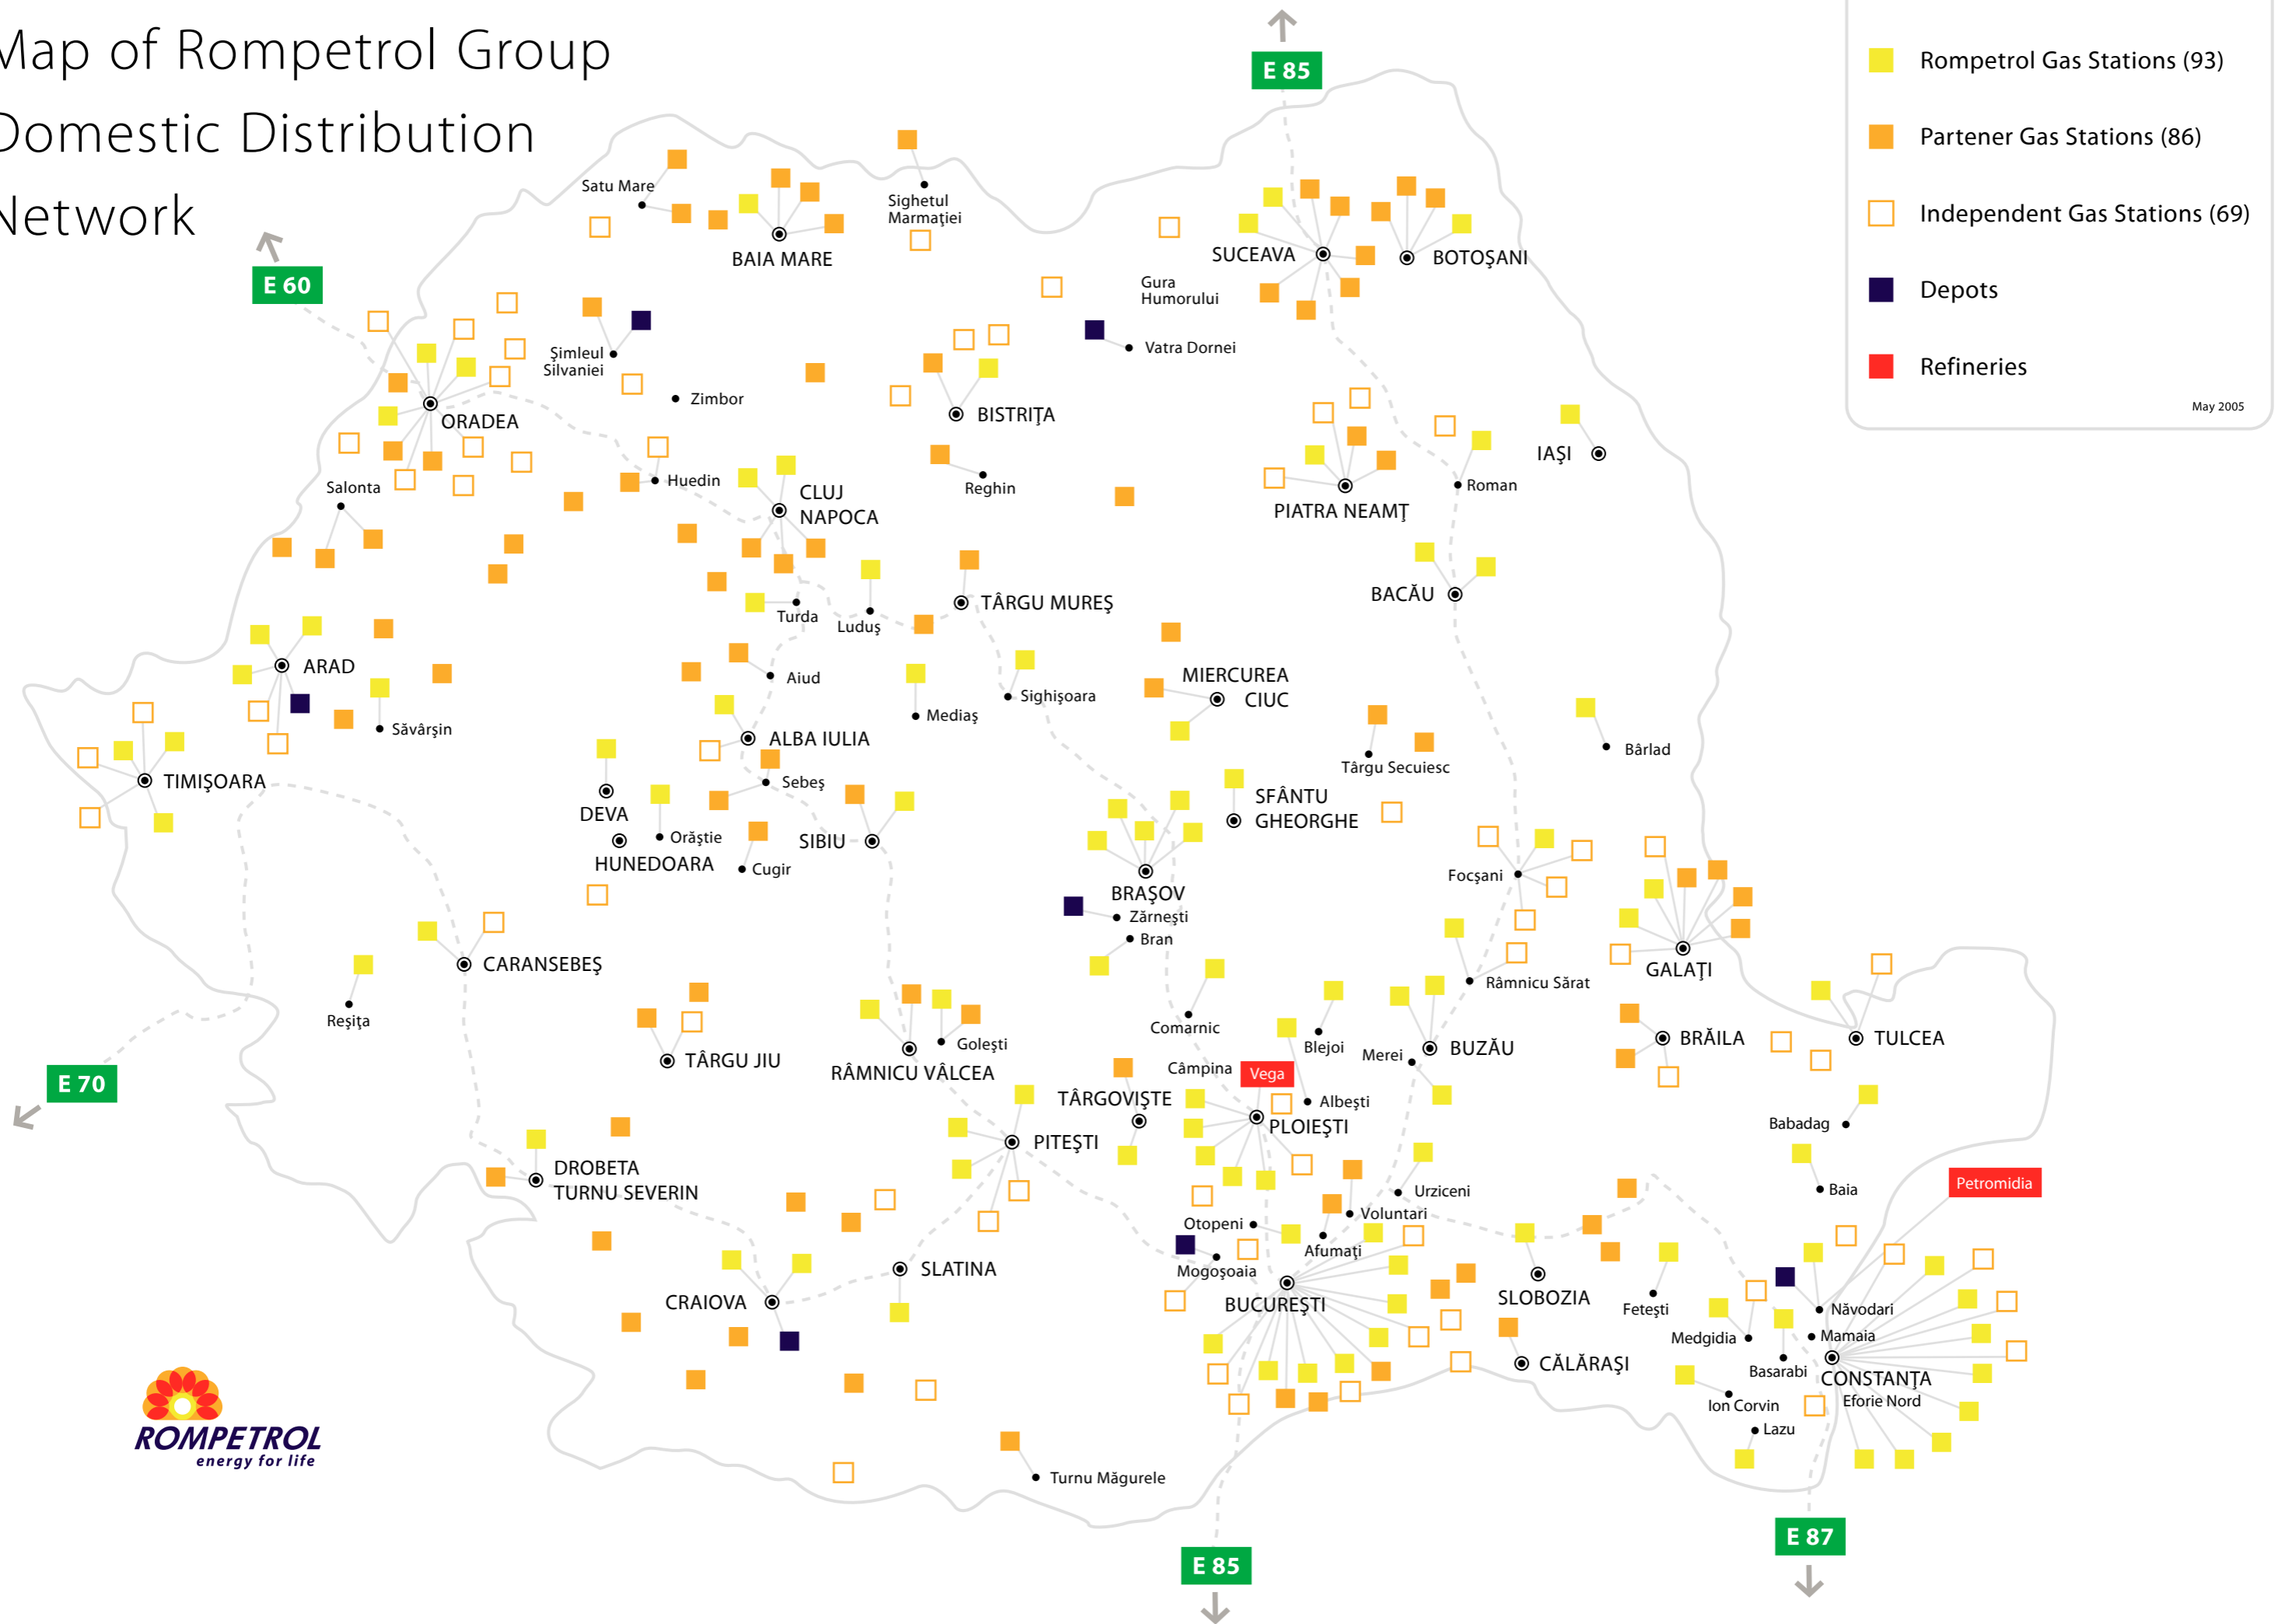 Map of Rompetrol Group
Domestic Distribution
Network
E 85
Rompetrol Gas Stations (93)
Partener Gas Stations (86)
Independent Gas Stations (69)
Depots
Refineries
May 2005
E 60
Satu Mare
BAIA MARE
Sighetul
Marmaţiei
SUCEAVA
BOTOŞANI
Gura
Humorului
Vatra Dornei
Şimleul
Silvaniei
Zimbor
ORADEA
BISTRIŢA
IAŞI
Salonta
Huedin
CLUJ
NAPOCA
Reghin
PIATRA NEAMŢ
Roman
BACĂU
Turda
Luduş
TÂRGU MUREŞ
ARAD
Aiud
Sighişoara
MIERCUREA
CIUC
Săvârşin
Mediaş
ALBA IULIA
Târgu Secuiesc
Bârlad
TIMIŞOARA
Sebeş
DEVA
SFÂNTU
GHEORGHE
Orăştie
HUNEDOARA
SIBIU
Cugir
BRAŞOV
Focşani
Zărneşti
Bran
CARANSEBEŞ
GALAŢI
Râmnicu Sărat
Reşiţa
Comarnic
TÂRGU JIU
Goleşti
RÂMNICU VÂLCEA
Blejoi
Merei
BUZĂU
BRĂILA
TULCEA
Câmpina
Vega
E 70
TÂRGOVIŞTE
Albeşti
PLOIEŞTI
Babadag
PITEŞTI
DROBETA
TURNU SEVERIN
Petromidia
Baia
Urziceni
Voluntari
Otopeni
Afumaţi
Mogoşoaia
SLATINA
CRAIOVA
BUCUREŞTI
SLOBOZIA
Feteşti
Năvodari
Medgidia
Mamaia
Basarabi
CĂLĂRAŞI
CONSTANŢA
Eforie Nord
Ion Corvin
Lazu
ROMPETROL
energy for life
Turnu Măgurele
E 85
E 87